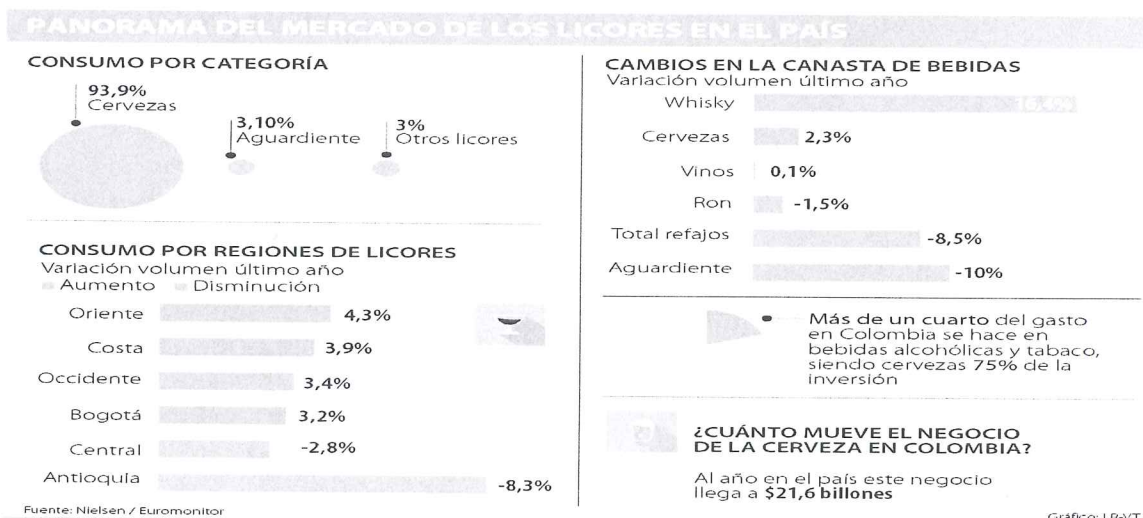 PANORAMA DEL MERCADO DE LOS LICORES EN EL PAÍS
CONSUMO POR CATEGORÍA
93,9%
Cervezas
3,10%
Aguardiente
3%
Otros licores
CONSUMO POR REGIONES DE LICORES
Variación volumen último año
Aumento Disminución
Oriente 4,3%
Costa 3,9%
Occidente 3,4%
Bogotá 3,2%
Central -2,8%
Antioquía -8,3%
Fuente: Nielsen / Euromonitor
CAMBIOS EN LA CANASTA DE BEBIDAS
Variación volumen último año
Whisky
Cervezas 2,3%
Vinos 0,1%
Ron -1,5%
Total refajos -8,5%
Aguardiente -10%
Más de un cuarto del gasto
en Colombia se hace en
bebidas alcohólicas y tabaco,
siendo cervezas 75% de la
inversión
¿CUÁNTO MUEVE EL NEGOCIO
DE LA CERVEZA EN COLOMBIA?
Al año en el país este negocio
llega a $21,6 billones
Gráfico: LR-VT